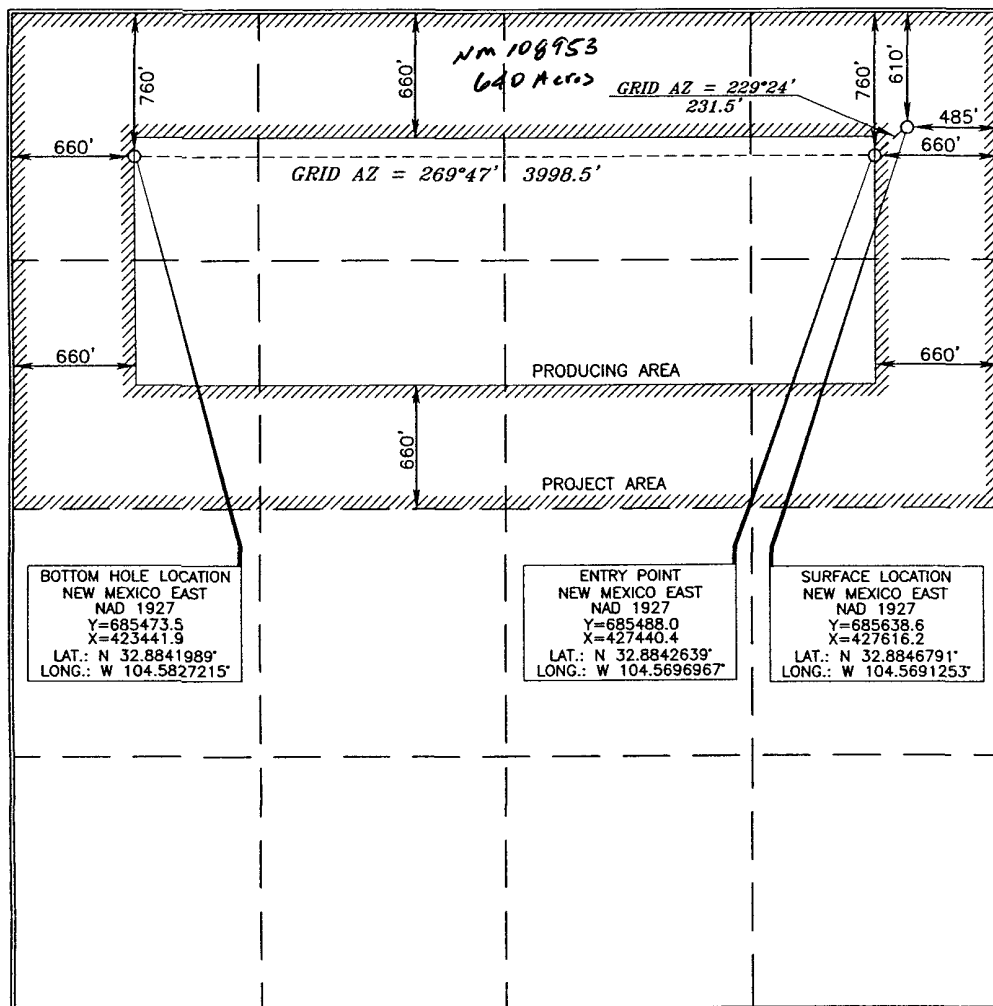 Nm 108953
640 Acres
GRID AZ = 229°24'
231.5'
760'
660'
760'
610'
485'
660'
660'
GRID AZ = 269°47' 3998.5'
660'
660'
PRODUCING AREA
660'
PROJECT AREA
BOTTOM HOLE LOCATION
NEW MEXICO EAST
NAD 1927
Y=685473.5
X=423441.9
LAT.: N 32.8841989°
LONG.: W 104.5827215°
ENTRY POINT
NEW MEXICO EAST
NAD 1927
Y=685488.0
X=427440.4
LAT.: N 32.8842639°
LONG.: W 104.5696967°
SURFACE LOCATION
NEW MEXICO EAST
NAD 1927
Y=685638.6
X=427616.2
LAT.: N 32.8846791°
LONG.: W 104.5691253°